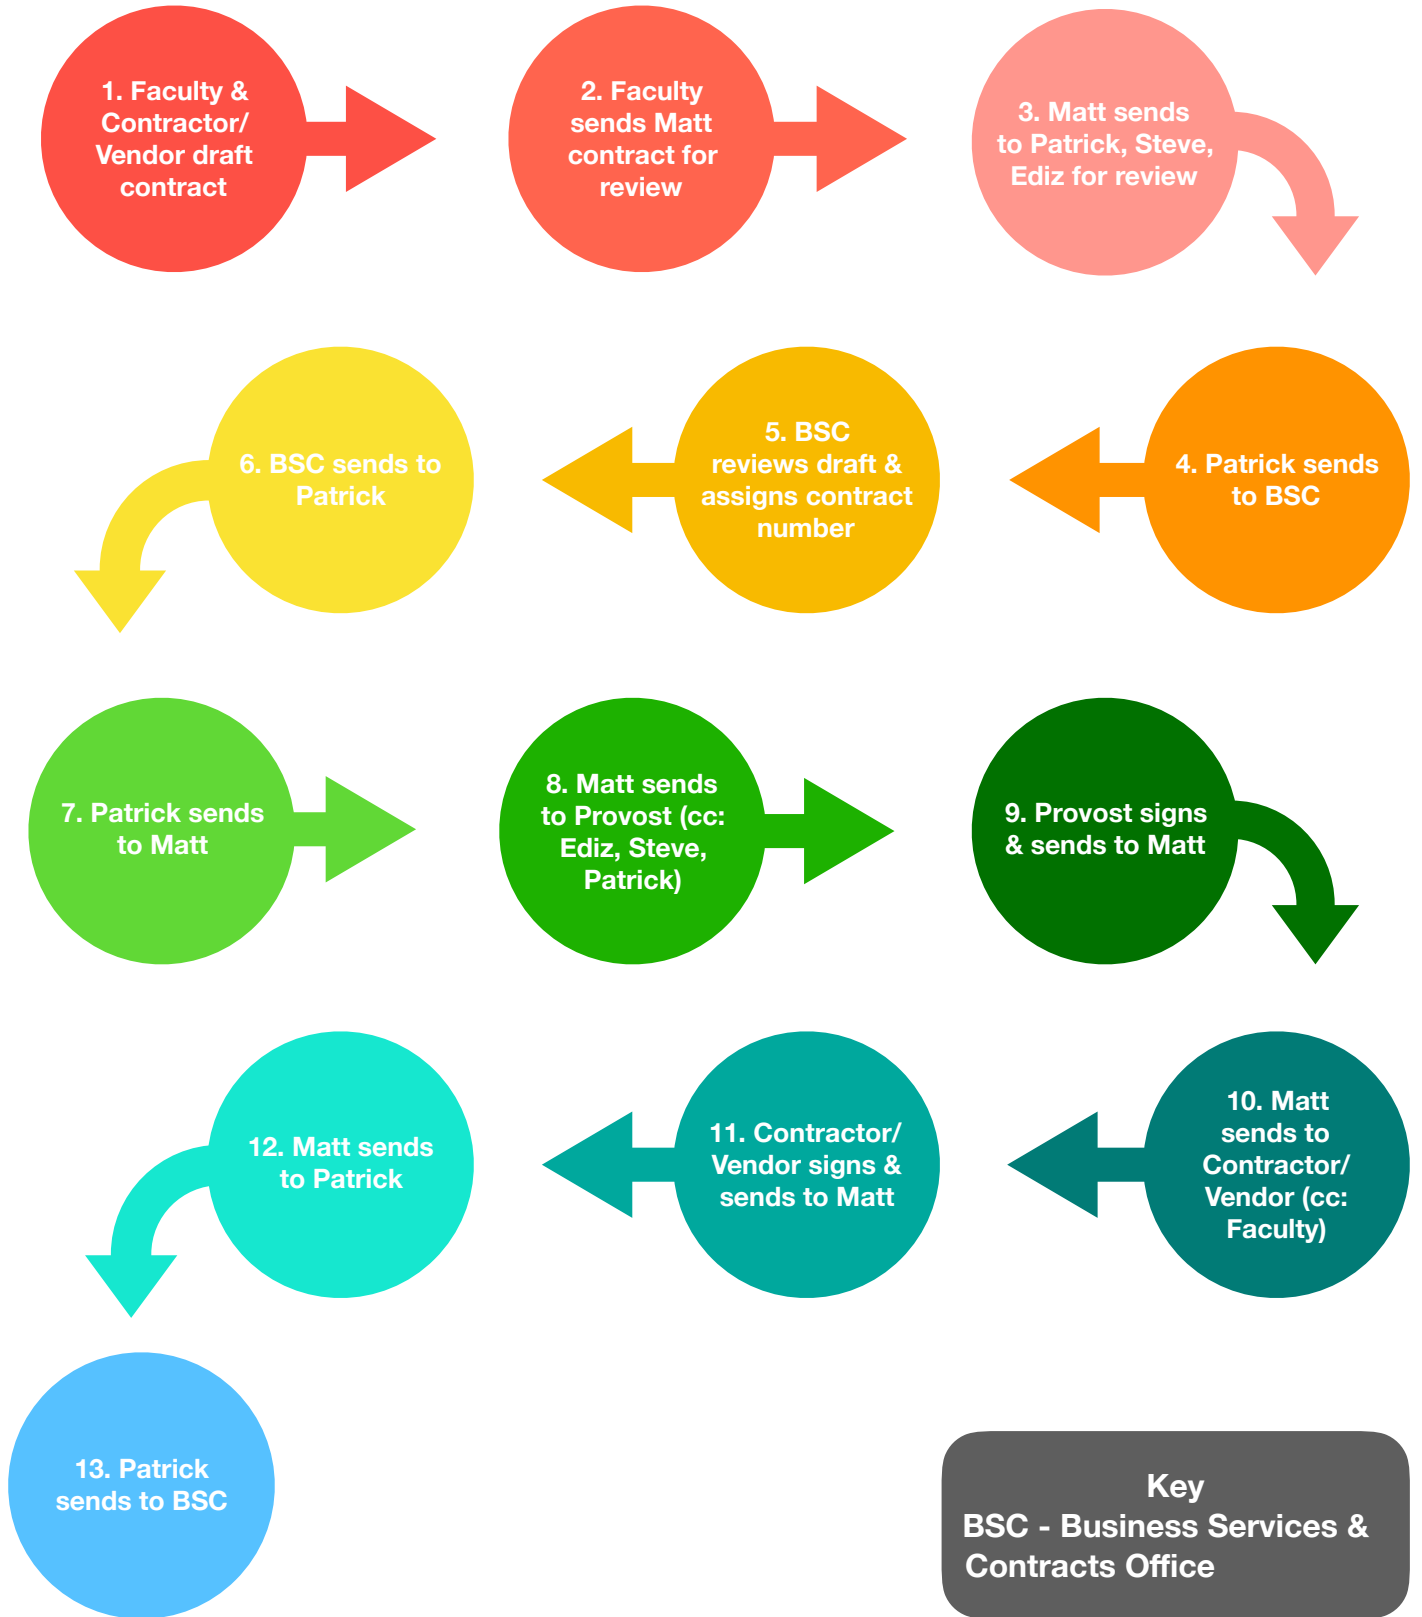 1. Faculty &
Contractor/
Vendor draft
contract
2. Faculty
sends Matt
contract for
review
3. Matt sends
to Patrick, Steve,
Ediz for review
4. Patrick sends
to BSC
5. BSC
reviews draft &
assigns contract
number
6. BSC sends to
Patrick
7. Patrick sends
to Matt
8. Matt sends
to Provost (cc:
Ediz, Steve,
Patrick)
9. Provost signs
& sends to Matt
10. Matt
sends to
Contractor/
Vendor (cc:
Faculty)
11. Contractor/
Vendor signs &
sends to Matt
12. Matt sends
to Patrick
13. Patrick
sends to BSC
Key
BSC - Business Services &
Contracts Office